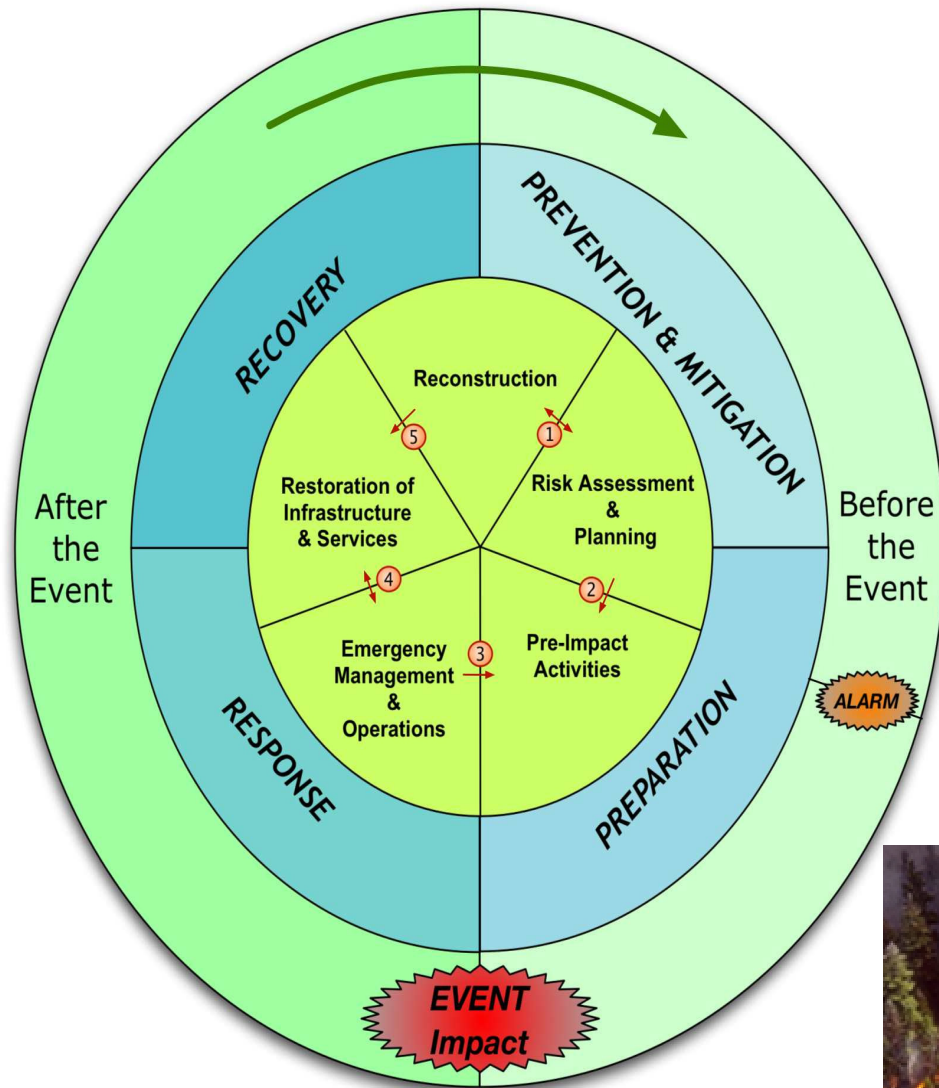 RECOVERY
PREVENTION & MITIGATION
Reconstruction
1
5
Restoration of
Infrastructure
& Services
Risk Assessment
&
Planning
After
the
Event
Before
the
Event
4
2
Emergency
Management
&
Operations
3
Pre-Impact
Activities
ALARM
RESPONSE
PREPARATION
EVENT
Impact